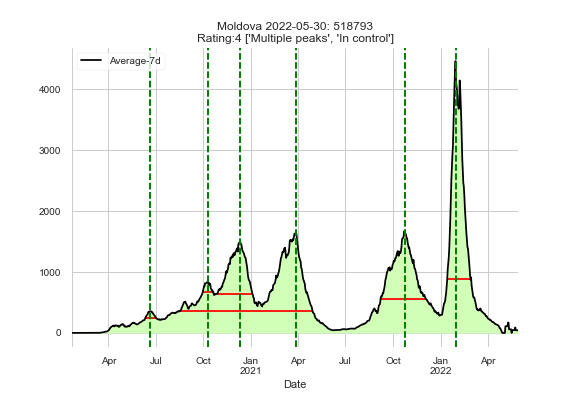 Moldova 2022-05-30: 518793
Rating:4 ['Multiple peaks', 'In control']
Average-7d
4000
3000
2000
1000
0
Apr Jul Oct Jan Apr Jul Oct Jan Apr
2021 2022
Date